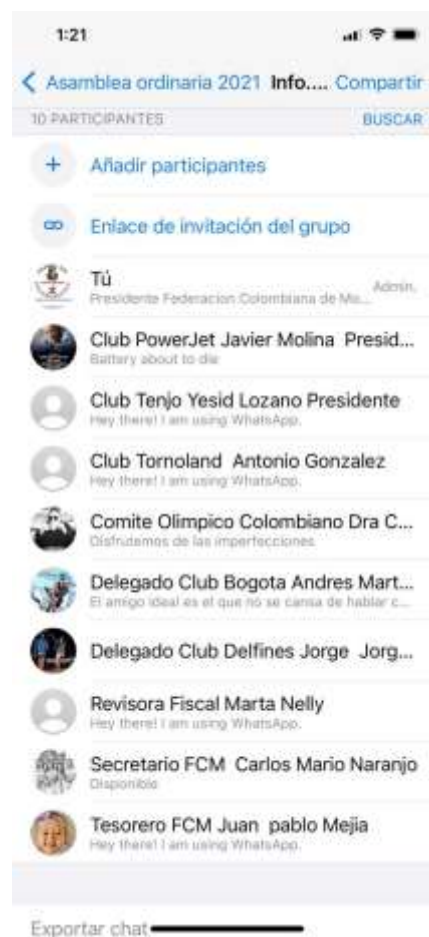 1:21
Asamblea ordinaria 2021 Info.... Compartir
10 PARTICIPANTES BUSCAR
Añadir participantes
Enlace de invitación del grupo
Tú
Admin.
Presidente Federacion Colombiana de Ma...
Club PowerJet Javier Molina Presid...
Battery about to die
Club Tenjo Yesid Lozano Presidente
Hey there! I am using WhatsApp.
Club Tornoland Antonio Gonzalez
Hey there! I am using WhatsApp.
Comite Olimpico Colombiano Dra C...
Disfrutemos de las imperfecciones
Delegado Club Bogota Andres Mart...
El amigo ideal es el que no se cansa de hablar c...
Delegado Club Delfines Jorge Jorg...
Revisora Fiscal Marta Nelly
Hey there! I am using WhatsApp.
Secretario FCM Carlos Mario Naranjo
Disponible
Tesorero FCM Juan pablo Mejia
Hey there! I am using WhatsApp.
Exportar chat